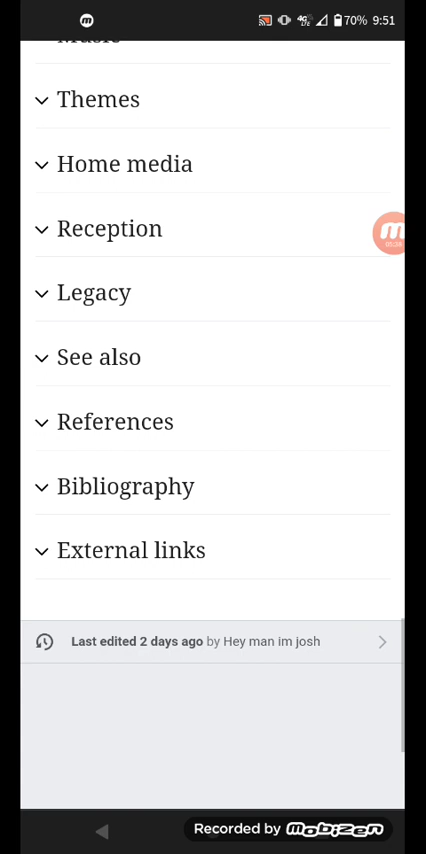 70% 9:51
Music
Themes
Home media
Reception
Legacy
See also
References
Bibliography
External links
Last edited 2 days ago by Hey man im josh
Recorded by mobizen